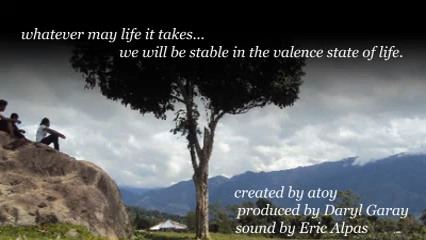 whatever may life it takes...
we will be stable in the valence state of life.
created by atoy
produced by Daryl Garay
sound by Eric Alpas